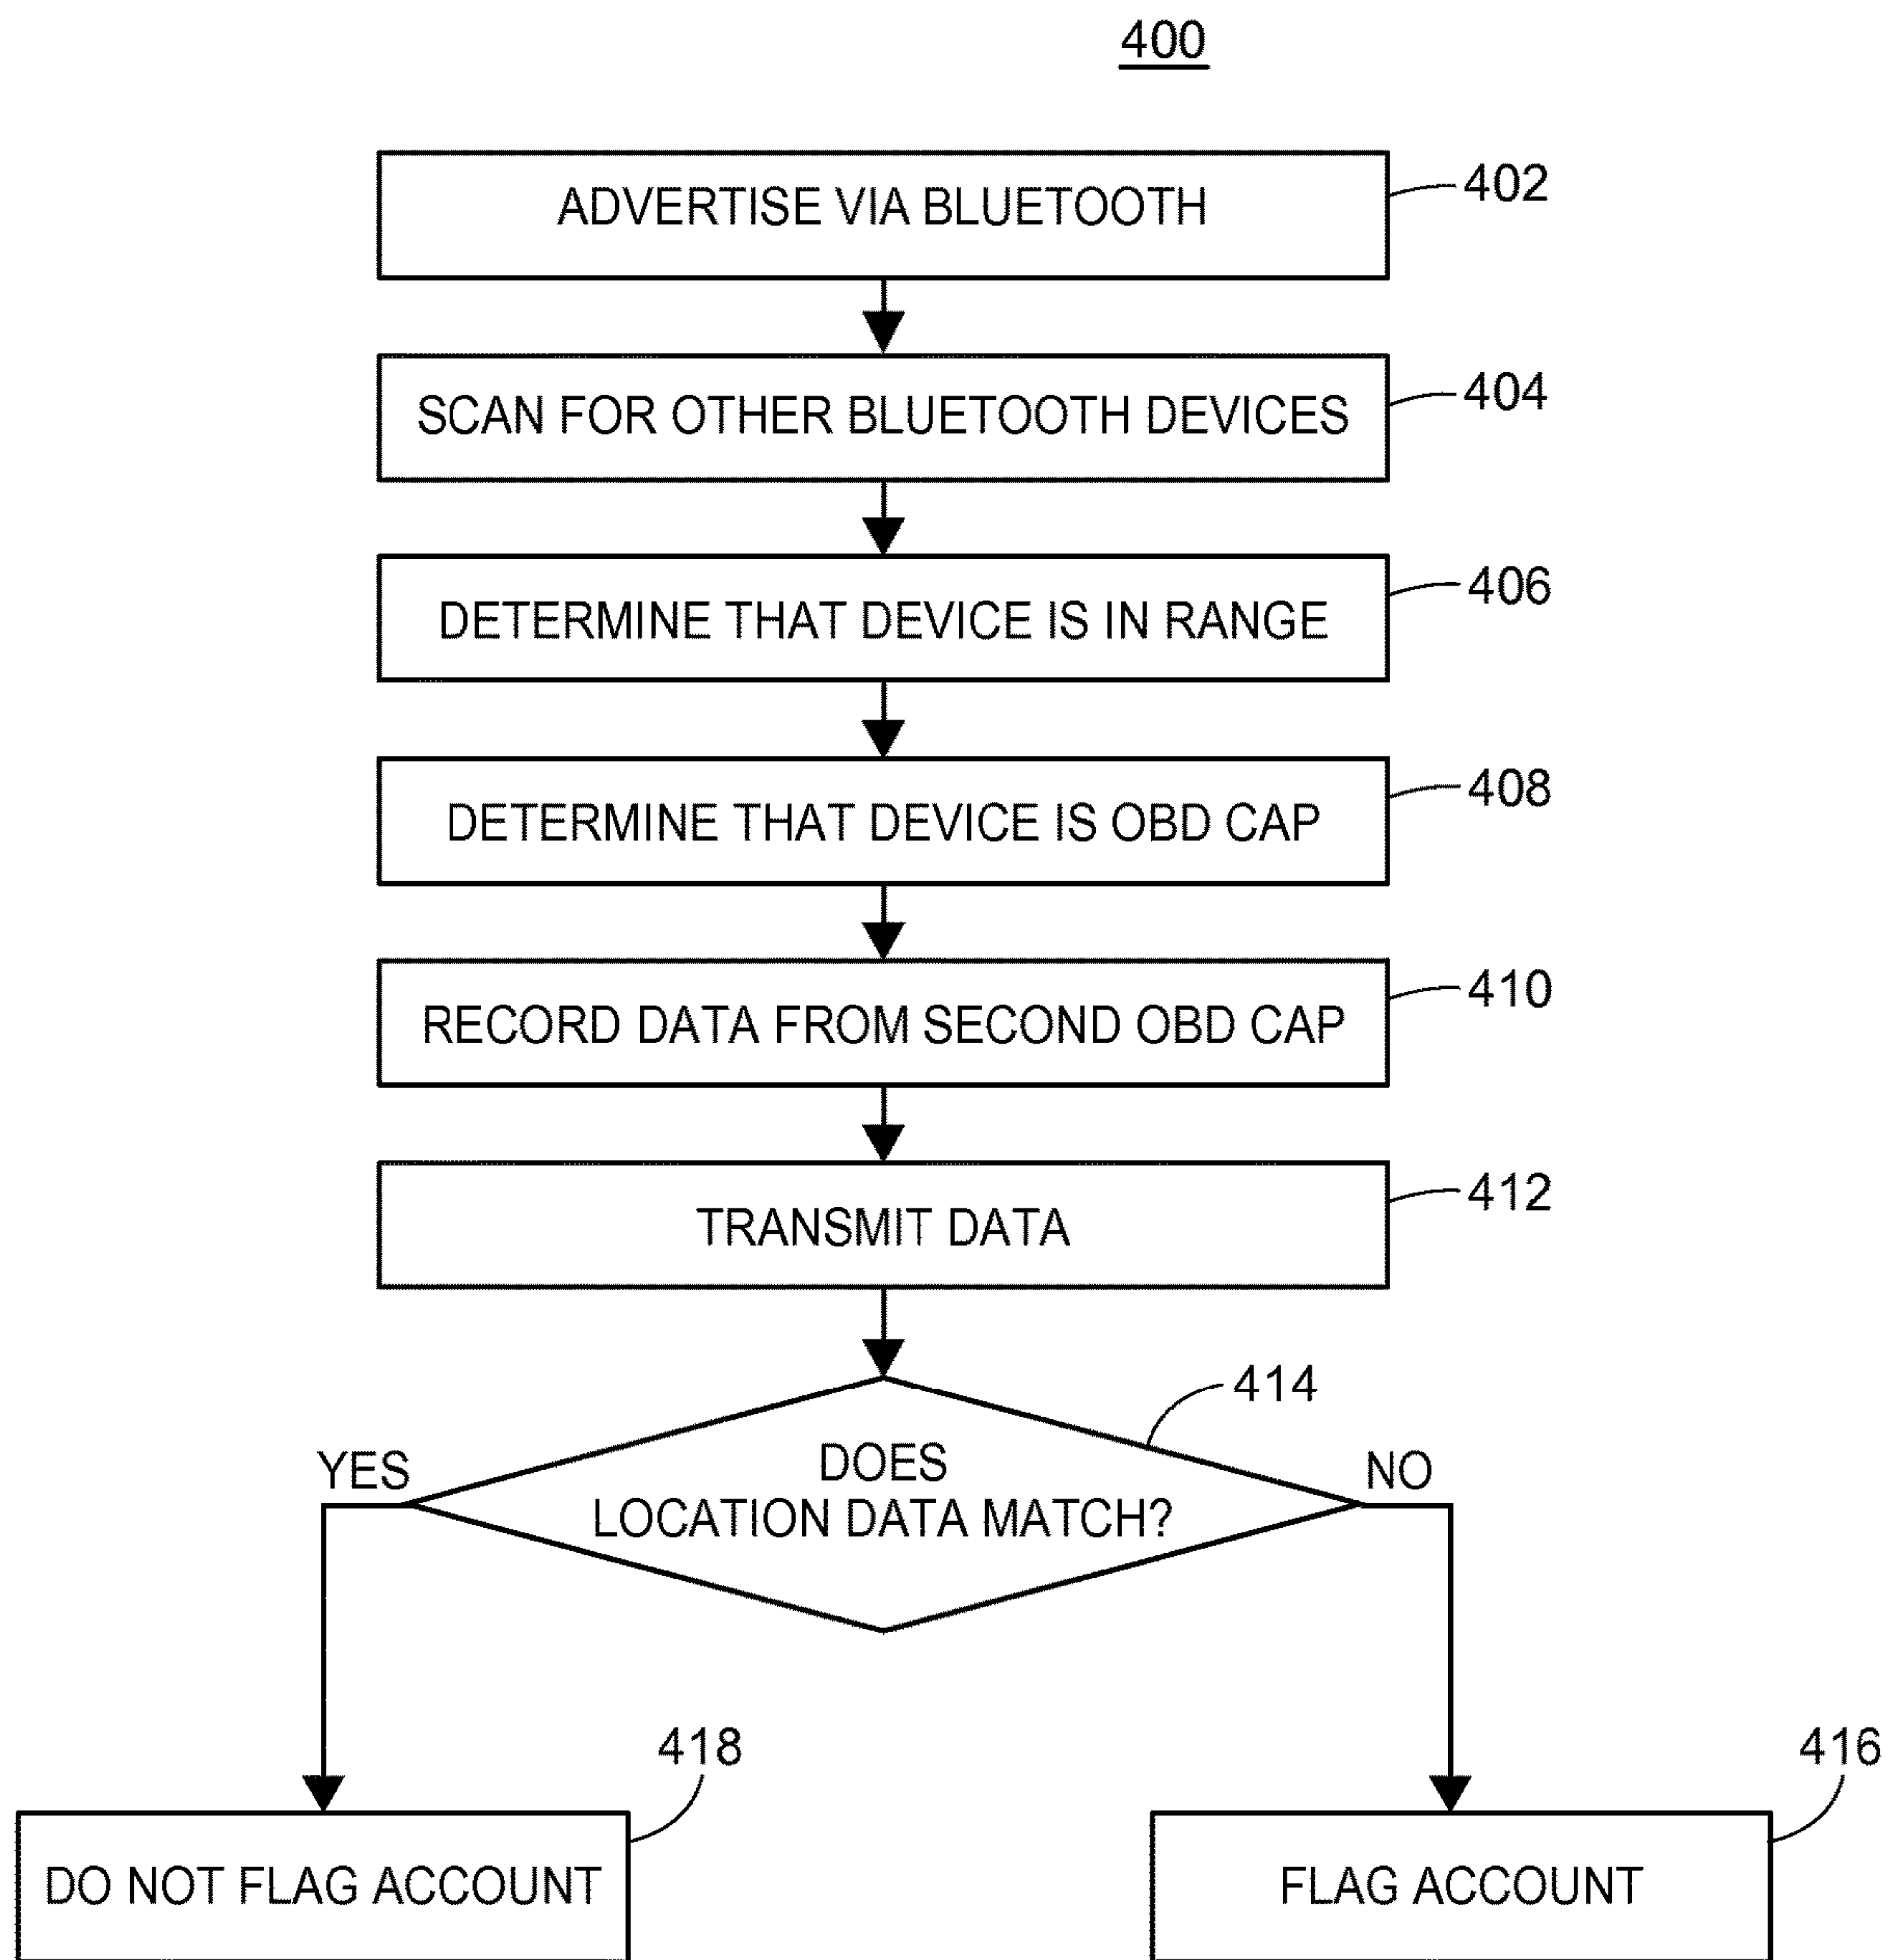 400
ADVERTISE VIA BLUETOOTH
402
SCAN FOR OTHER BLUETOOTH DEVICES
404
DETERMINE THAT DEVICE IS IN RANGE
406
DETERMINE THAT DEVICE IS OBD CAP
408
RECORD DATA FROM SECOND OBD CAP
410
TRANSMIT DATA
412
414
YES
DOES
LOCATION DATA MATCH?
NO
418
416
DO NOT FLAG ACCOUNT
FLAG ACCOUNT